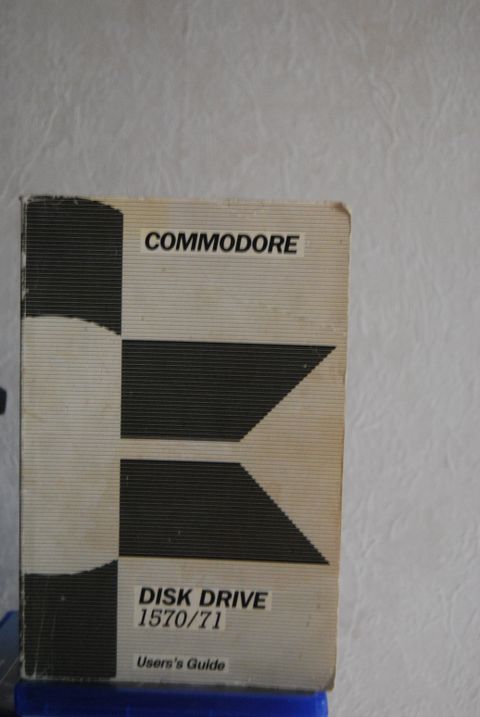 COMMODORE
DISK DRIVE
1570/71
Users's Guide